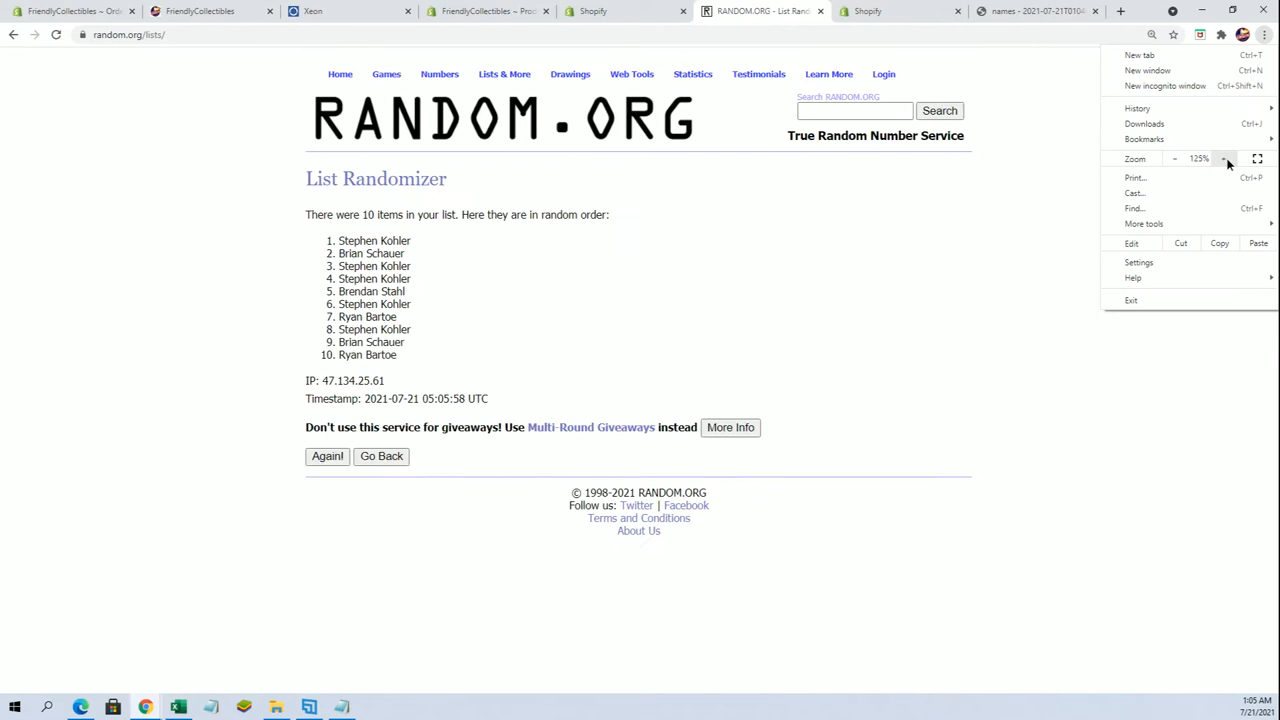 FriendlyCollectibles ~ Ord
FriendlyCollectibles
Xeon
FriendlyCollectibles ~ Proc
Shopify
RANDOM.ORG - List Rand
Shopify
names - 2021-07-21T0104
random.org/lists/
New tab Ctrl+T
New window Ctrl+N
New incognito window Ctrl+Shift+N
History
Downloads Ctrl+J
Bookmarks
Zoom - 125%
Print... Ctrl+P
Cast...
Find... Ctrl+F
More tools
Edit Cut Copy Paste
Settings
Help
Exit
Home Games Numbers Lists & More Drawings Web Tools Statistics Testimonials Learn More Login
RANDOM.ORG
Search RANDOM.ORG
Search
True Random Number Service
List Randomizer
There were 10 items in your list. Here they are in random order:
1. Stephen Kohler
2. Brian Schauer
3. Stephen Kohler
4. Stephen Kohler
5. Brendan Stahl
6. Stephen Kohler
7. Ryan Bartoe
8. Stephen Kohler
9. Brian Schauer
10. Ryan Bartoe
IP: 47.134.25.61
Timestamp: 2021-07-21 05:05:58 UTC
Don't use this service for giveaways! Use Multi-Round Giveaways instead More Info
Again! Go Back
© 1998-2021 RANDOM.ORG
Follow us: Twitter | Facebook
Terms and Conditions
About Us
1:05 AM
7/21/2021